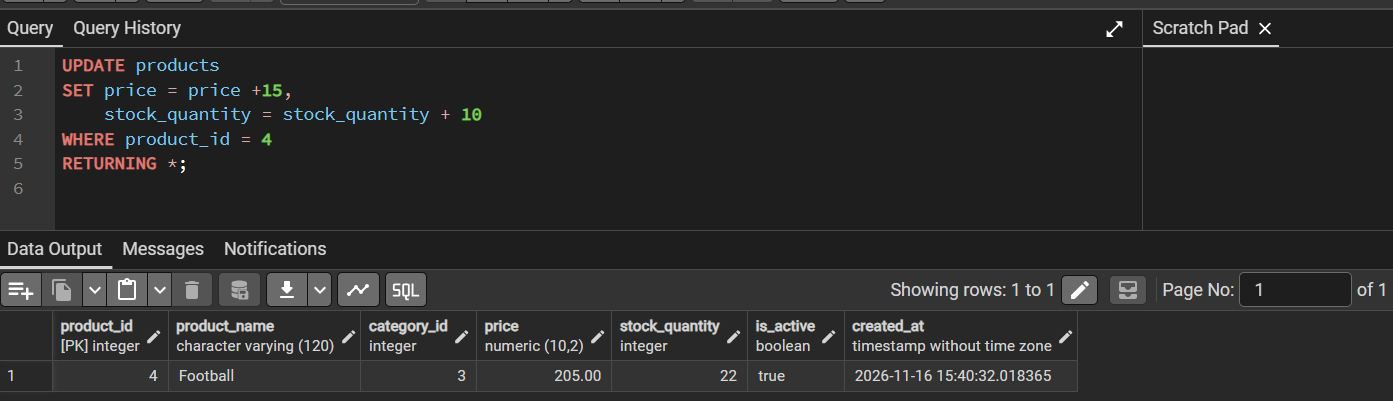 Query Query History Scratch Pad
1 UPDATE products
2 SET price = price +15,
3 stock_quantity = stock_quantity + 10
4 WHERE product_id = 4
5 RETURNING *;
6
Data Output Messages Notifications
SQL Showing rows: 1 to 1 Page No: 1 of 1
product_id product_name category_id price stock_quantity is_active created_at
[PK] integer character varying (120) integer numeric (10,2) integer boolean timestamp without time zone
1 4 Football 3 205.00 22 true 2026-11-16 15:40:32.018365